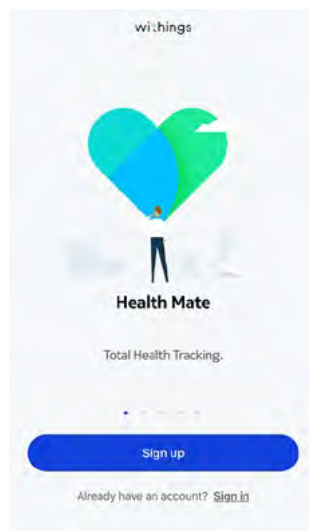 withings
Health Mate
Total Health Tracking.
Sign up
Already have an account? Sign in